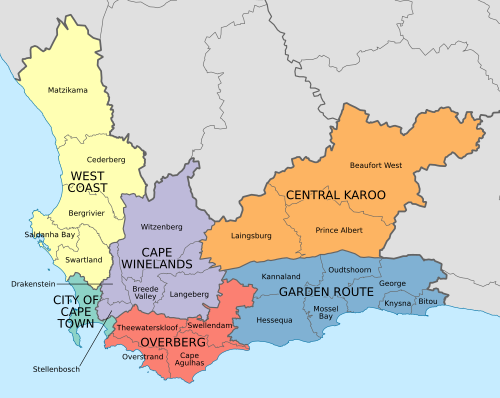 Matzikama
Cederberg
WEST
COAST
Bergrivier
Saldanha Bay
Swartland
Drakenstein
CITY OF
CAPE
TOWN
Stellenbosch
Witzenberg
CAPE
WINELANDS
Breede
Valley
Langeberg
Theewaterskloof
Swellendam
OVERBERG
Overstrand
Cape
Agulhas
Beaufort West
CENTRAL KAROO
Laingsburg
Prince Albert
Kannaland
Oudtshoorn
George
GARDEN ROUTE
Hessequa
Mossel
Bay
Knysna
Bitou